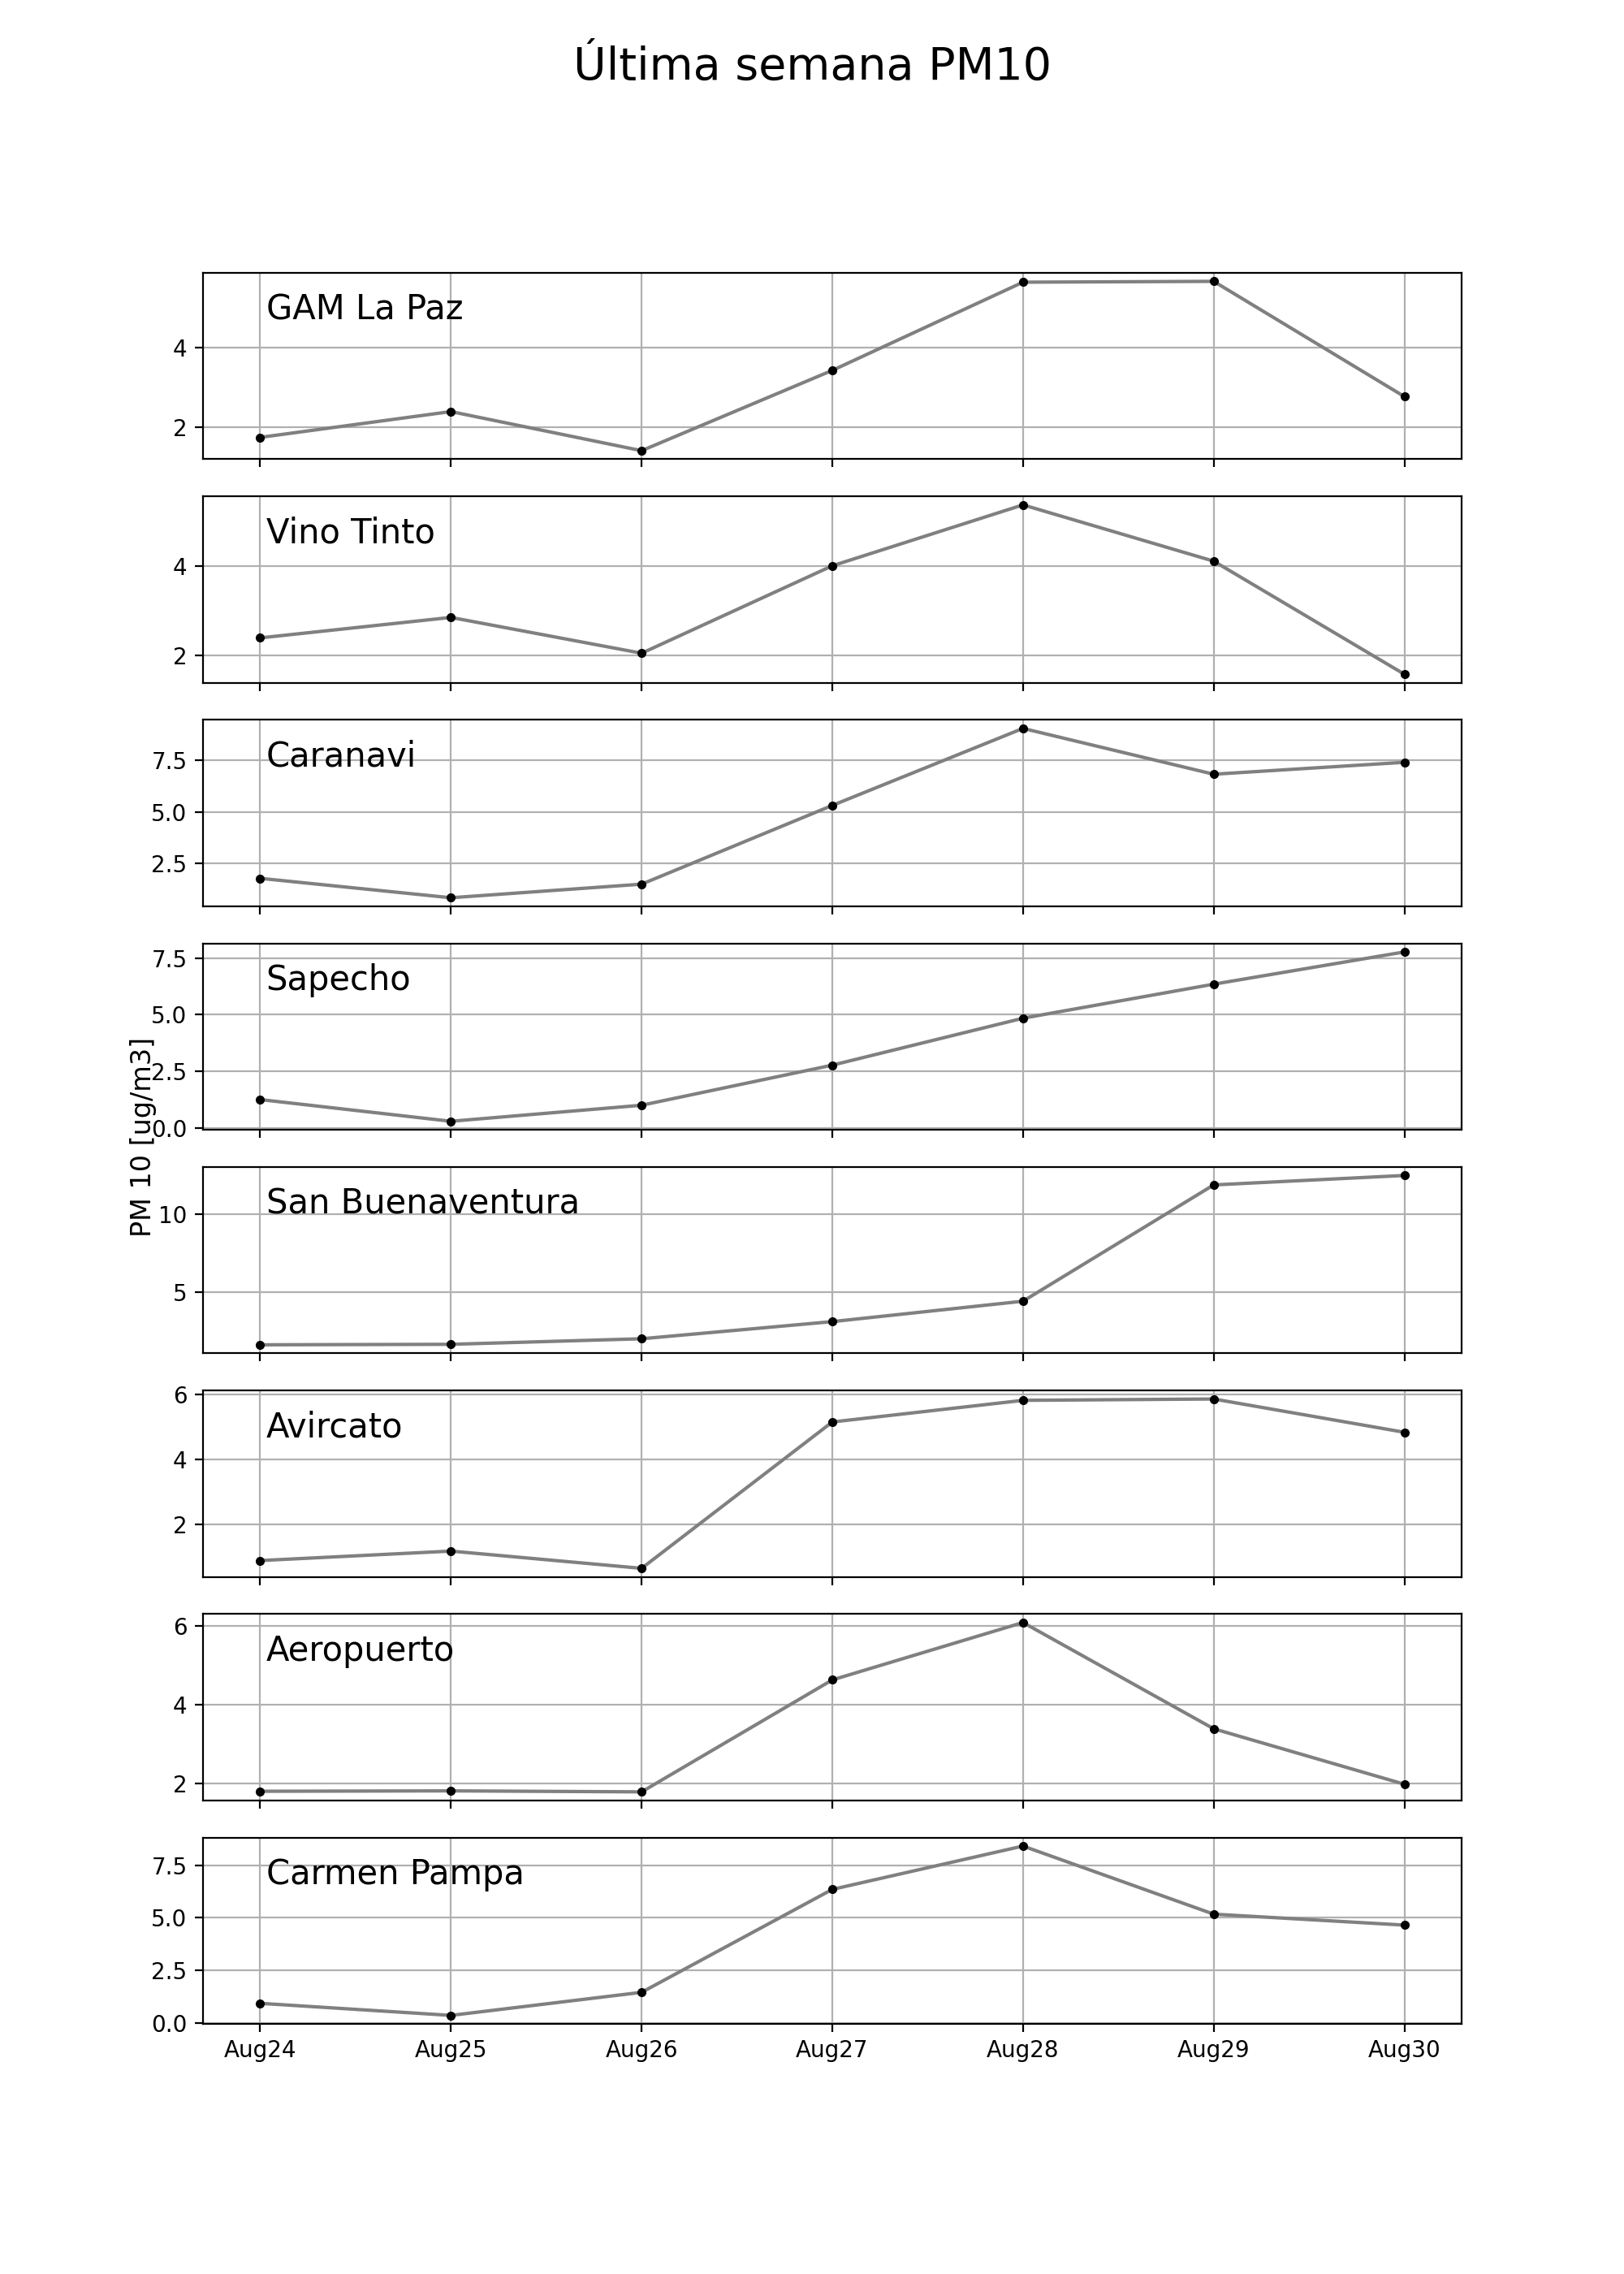 Última semana PM10
GAM La Paz
4
2
Vino Tinto
4
2
Caranavi
7.5
5.0
2.5
Sapecho
7.5
5.0
2.5
0.0
PM 10 [ug/m3]
San Buenaventura
10
5
Avircato
6
4
2
Aeropuerto
6
4
2
Carmen Pampa
7.5
5.0
2.5
0.0
Aug24 Aug25 Aug26 Aug27 Aug28 Aug29 Aug30